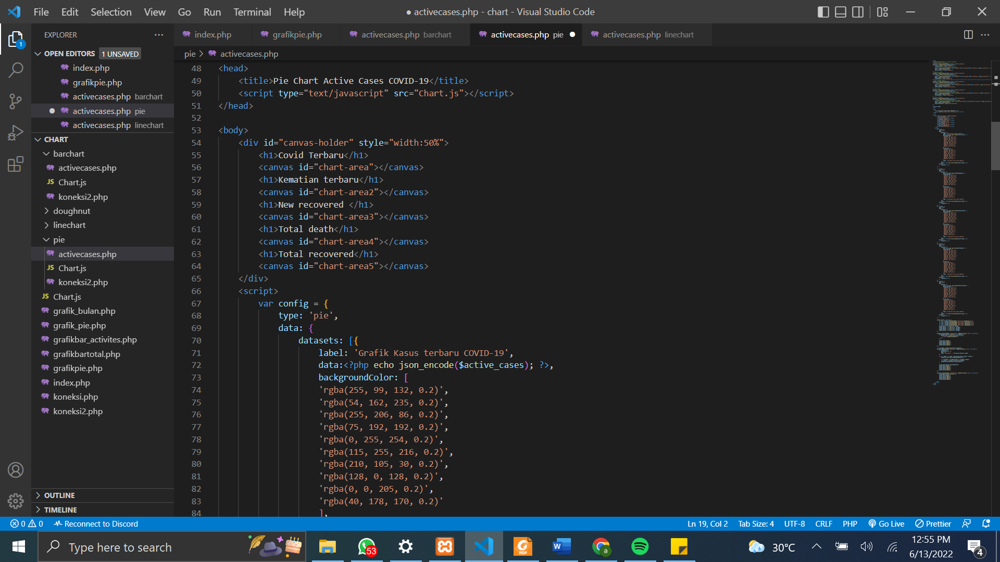 File Edit Selection View Go Run Terminal Help
● activecases.php - chart - Visual Studio Code
EXPLORER
OPEN EDITORS 1 UNSAVED
index.php
grafikpie.php
activecases.php barchart
activecases.php pie
activecases.php linechart
CHART
barchart
activecases.php
JS Chart.js
koneksi2.php
doughnut
linechart
pie
activecases.php
JS Chart.js
koneksi2.php
JS Chart.js
grafik_bulan.php
grafik_pie.php
grafikbar_activites.php
grafikbartotal.php
grafikpie.php
index.php
koneksi.php
koneksi2.php
OUTLINE
TIMELINE
1
index.php grafikpie.php activecases.php barchart activecases.php pie activecases.php linechart
pie > activecases.php
48 <head>
49 <title>Pie Chart Active Cases COVID-19</title>
50 <script type="text/javascript" src="Chart.js"></script>
51 </head>
52
53 <body>
54 <div id="canvas-holder" style="width:50%">
55 <h1>Covid Terbaru</h1>
56 <canvas id="chart-area"></canvas>
57 <h1>Kematian terbaru</h1>
58 <canvas id="chart-area2"></canvas>
59 <h1>New recovered </h1>
60 <canvas id="chart-area3"></canvas>
61 <h1>Total death</h1>
62 <canvas id="chart-area4"></canvas>
63 <h1>Total recovered</h1>
64 <canvas id="chart-area5"></canvas>
65 </div>
66 <script>
67 var config = {
68 type: 'pie',
69 data: {
70 datasets: [{
71 label: 'Grafik Kasus terbaru COVID-19',
72 data:<?php echo json_encode($active_cases); ?>,
73 backgroundColor: [
74 'rgba(255, 99, 132, 0.2)',
75 'rgba(54, 162, 235, 0.2)',
76 'rgba(255, 206, 86, 0.2)',
77 'rgba(75, 192, 192, 0.2)',
78 'rgba(0, 255, 254, 0.2)',
79 'rgba(115, 255, 216, 0.2)',
80 'rgba(210, 105, 30, 0.2)',
81 'rgba(128, 0, 128, 0.2)',
82 'rgba(0, 0, 205, 0.2)',
83 'rgba(40, 178, 170, 0.2)'
84 ],
0 0 Reconnect to Discord Ln 19, Col 2 Tab Size: 4 UTF-8 CRLF PHP Go Live Prettier
Type here to search
53
PDF
W
a
30°C
12:55 PM
6/13/2022
4